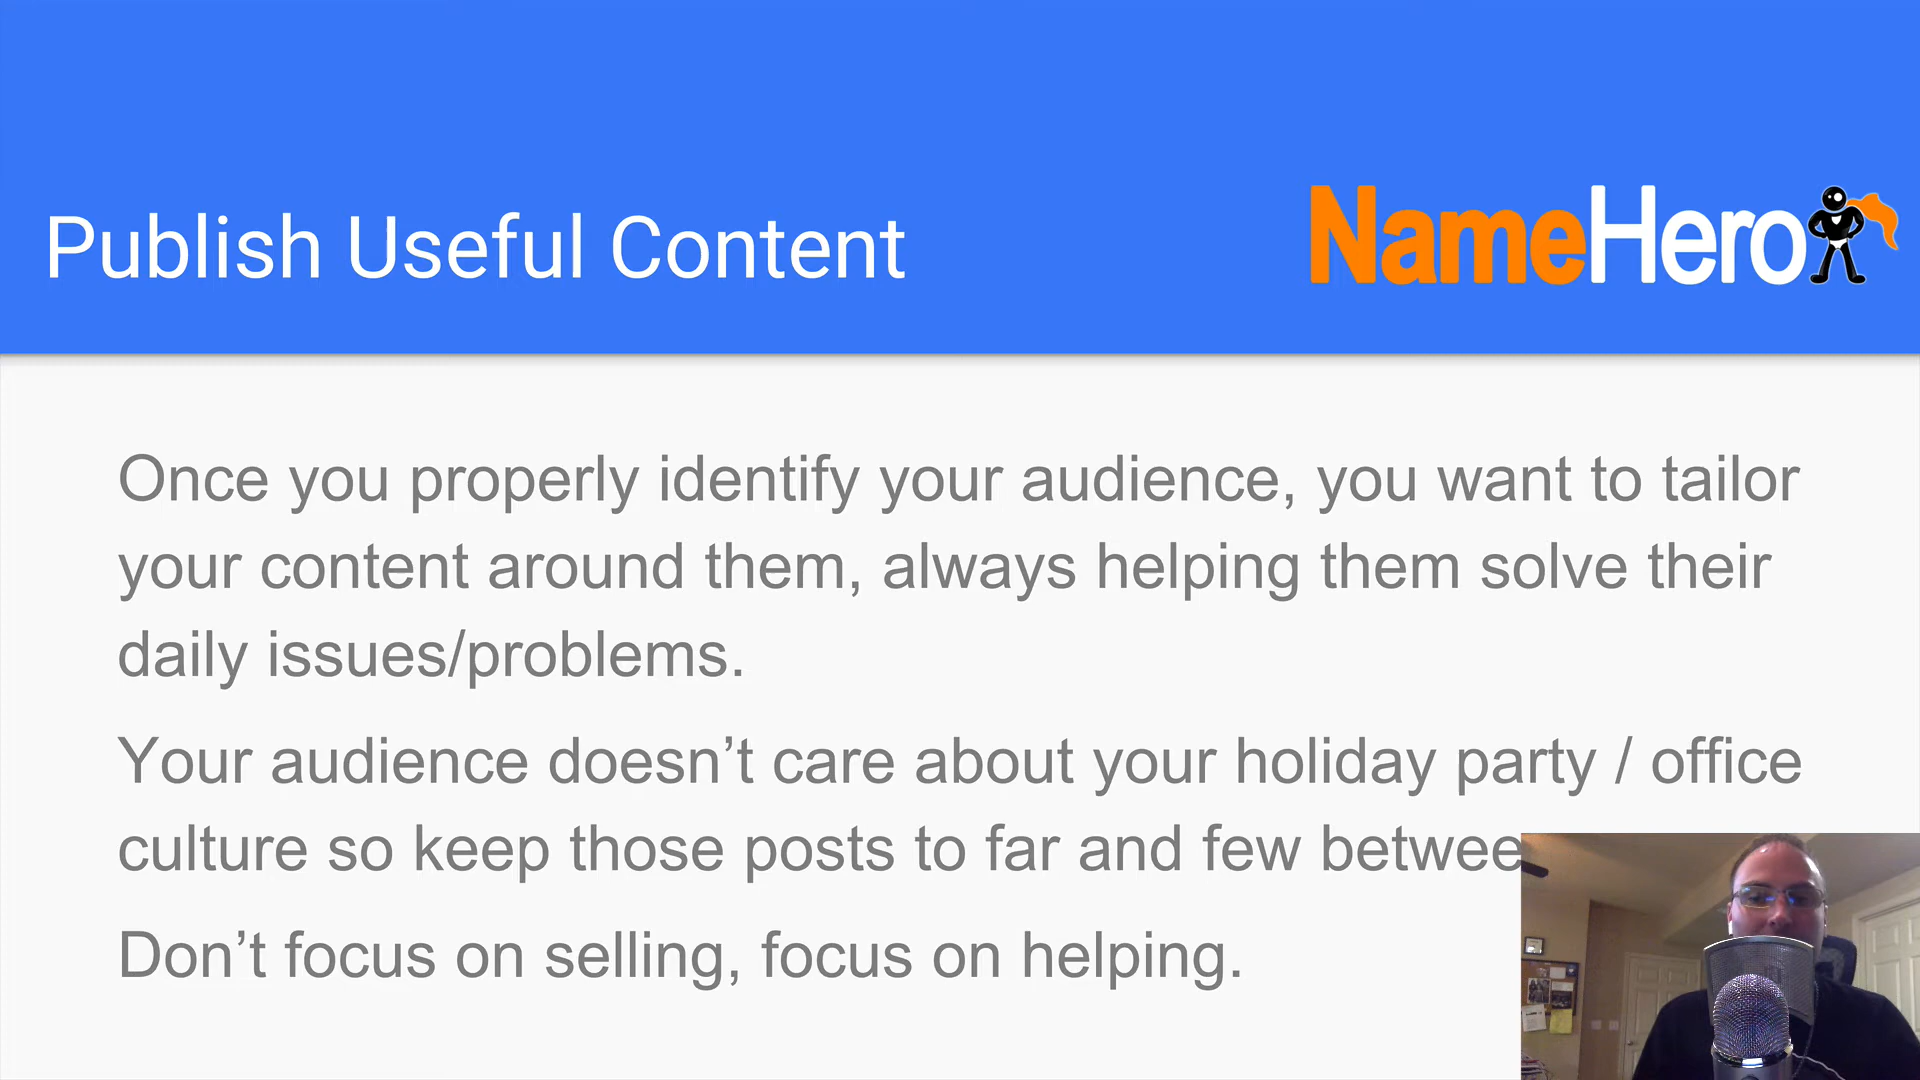 Publish Useful Content
NameHero
Once you properly identify your audience, you want to tailor
your content around them, always helping them solve their
daily issues/problems.
Your audience doesn’t care about your holiday party / office
culture so keep those posts to far and few betwee
Don’t focus on selling, focus on helping.